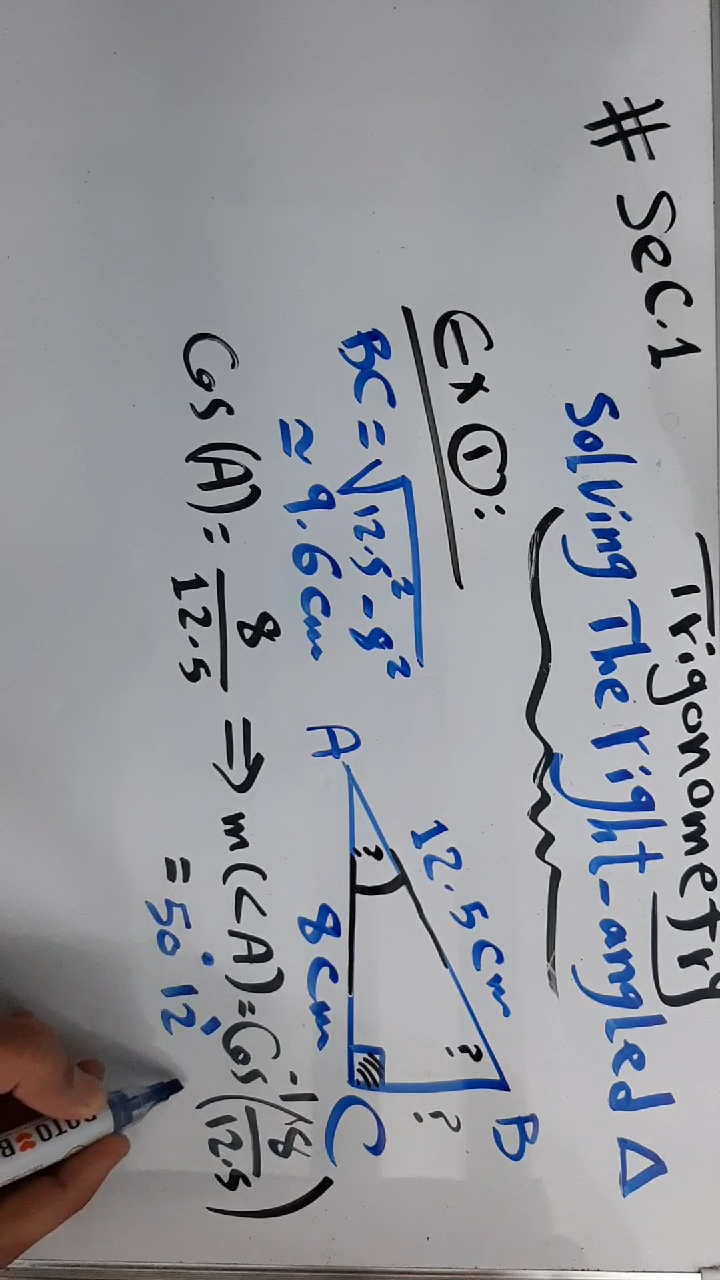 Trigonometry
# Sec.1
Solving The right-angled Δ
Ex ①:
BC = √12.5² - 8²
≃ 9.6 cm
A
12.5 cm
B
?
?
?
8 cm
C
Cos (A) = 8/12.5 ⇒ m(<A) = Cos⁻¹(8/12.5)
= 50° 12'